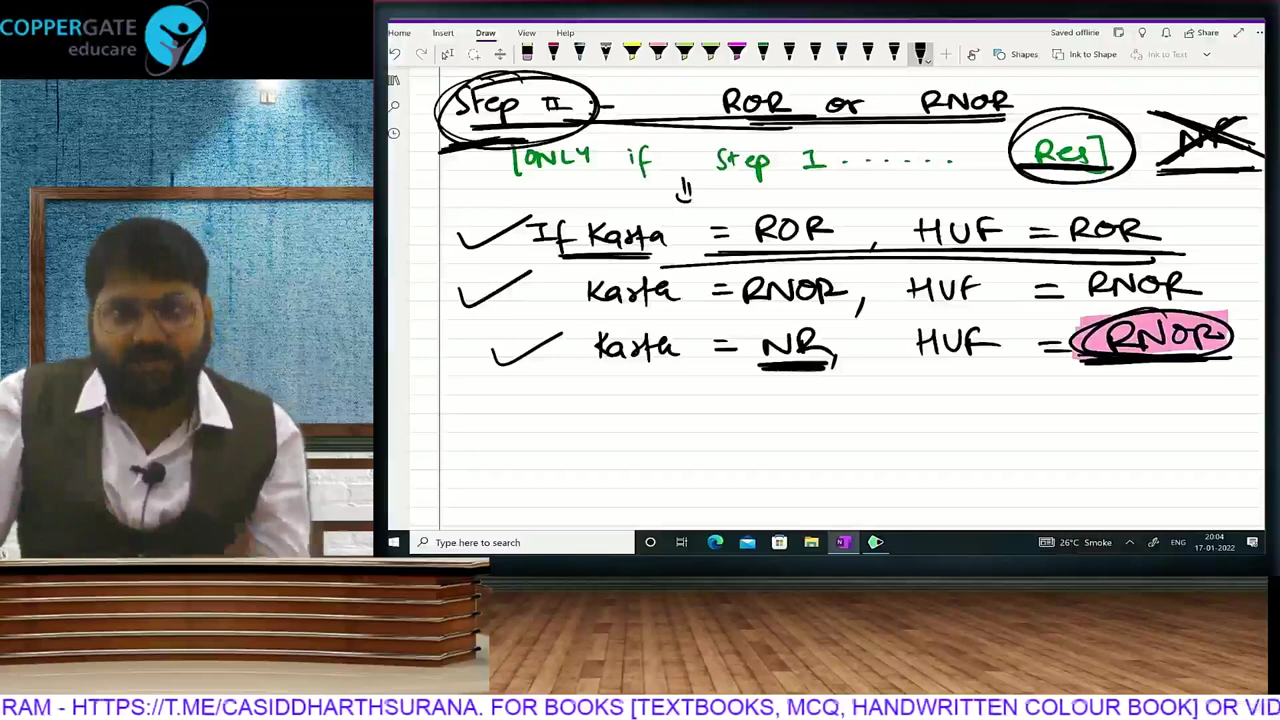 COPPERGATE
educare
Home Insert Draw View Help
Saved offline
Share
Shapes Ink to Shape Ink to Text
Step II :- ROR or RNOR
[ONLY if Step 1 ...... Res] NR
If Karta = ROR, HUF = ROR
Karta = RNOR, HUF = RNOR
Karta = NR, HUF = RNOR
Type here to search
26°C Smoke
ENG
20:04
17-01-2022
RAM - HTTPS://T.ME/CASIDDHARTHSURANA. FOR BOOKS [TEXTBOOKS, MCQ, HANDWRITTEN COLOUR BOOK] OR VID